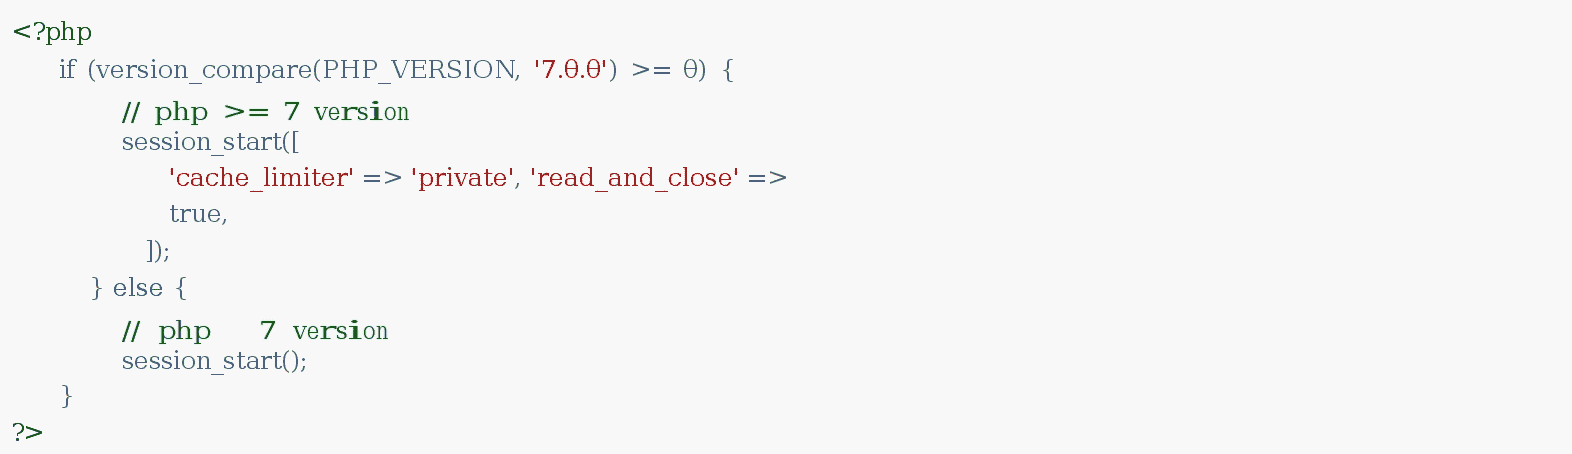 <?php
if (version_compare(PHP_VERSION, '7.0.0') >= 0) {
// php >= 7 version
session_start([
'cache_limiter' => 'private', 'read_and_close' =>
true,
]);
} else {
// php 7 version
session_start();
}
?>